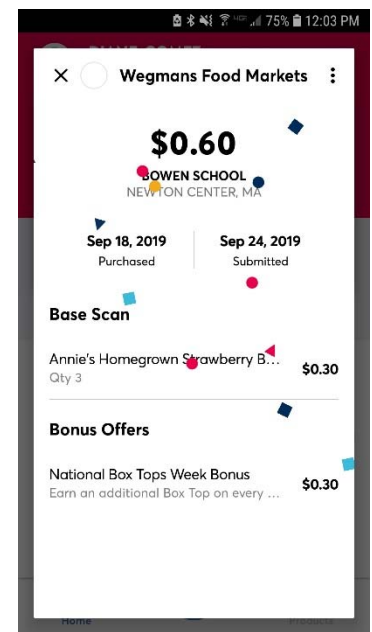 75% 12:03 PM
Wegmans Food Markets
$0.60
BOWEN SCHOOL
NEWTON CENTER, MA
Sep 18, 2019 Sep 24, 2019
Purchased Submitted
Base Scan
Annie's Homegrown Strawberry B...
$0.30
Qty 3
Bonus Offers
National Box Tops Week Bonus
$0.30
Earn an additional Box Top on every ...
Home Products